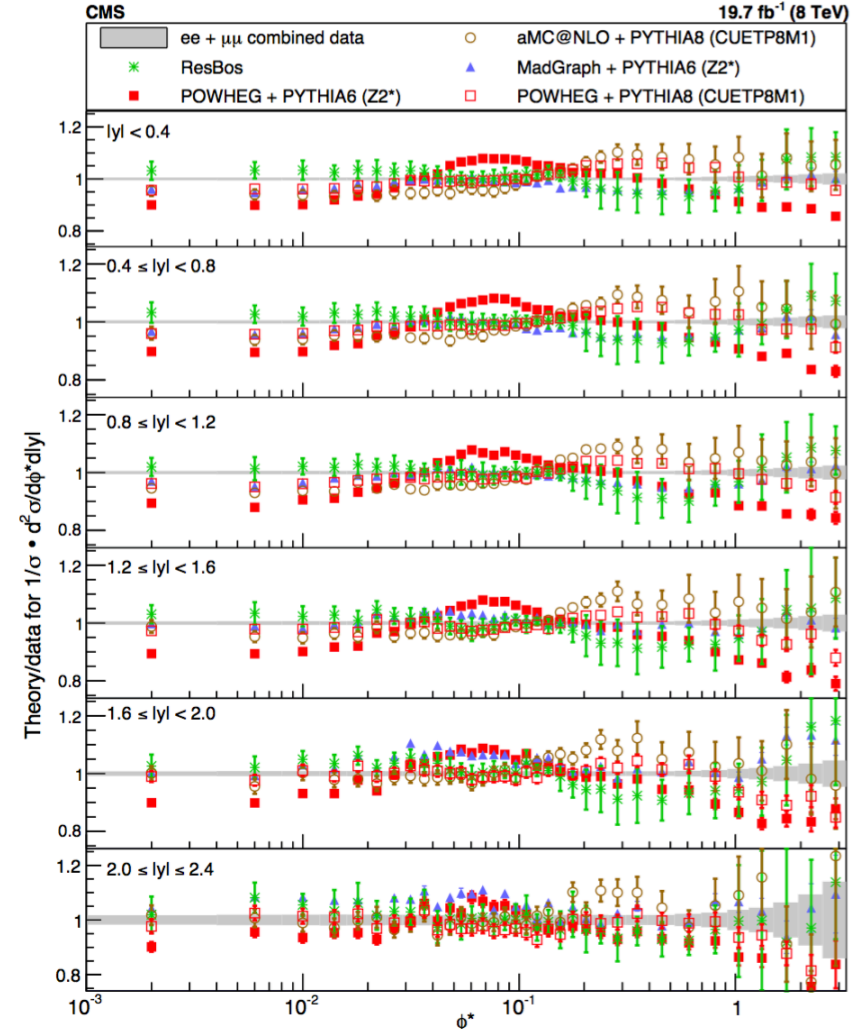 CMS 19.7 fb⁻¹ (8 TeV)
ee + μμ combined data
aMC@NLO + PYTHIA8 (CUETP8M1)
ResBos
MadGraph + PYTHIA6 (Z2*)
POWHEG + PYTHIA6 (Z2*)
POWHEG + PYTHIA8 (CUETP8M1)
Theory/data for 1/σ • d² σ/dϕ*d|y|
|y| < 0.4
1.2
1
0.8
0.4 ≤ |y| < 0.8
1.2
1
0.8
0.8 ≤ |y| < 1.2
1.2
1
0.8
1.2 ≤ |y| < 1.6
1.2
1
0.8
1.6 ≤ |y| < 2.0
1.2
1
0.8
2.0 ≤ |y| ≤ 2.4
1.2
1
0.8
10⁻³ 10⁻² 10⁻¹ 1
ϕ*